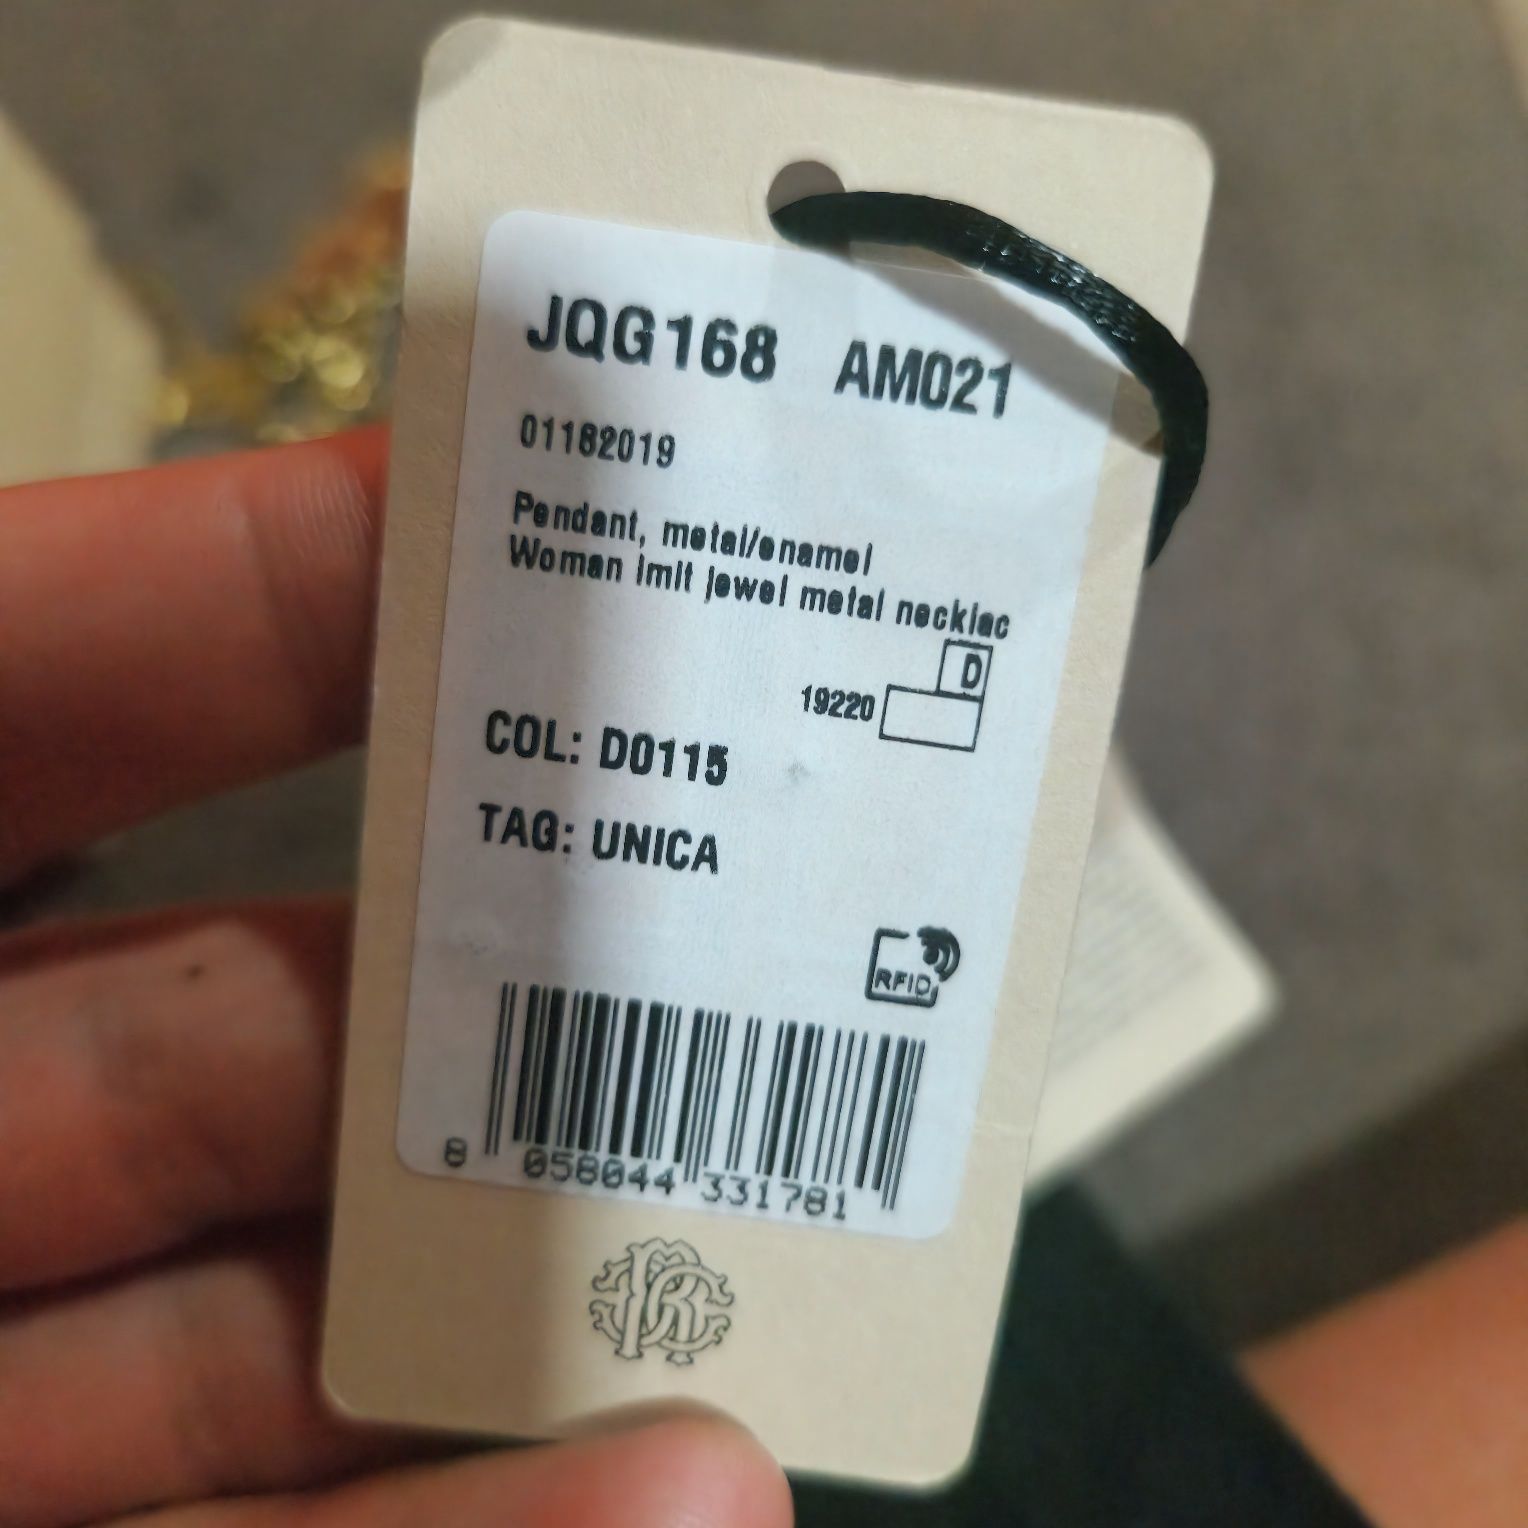 JQG168 AM021
01182019
Pendant, metal/enamel
Woman imit jewel metal necklac
D
19220
COL: D0115
TAG: UNICA
RFID
8 058044 331781
RC